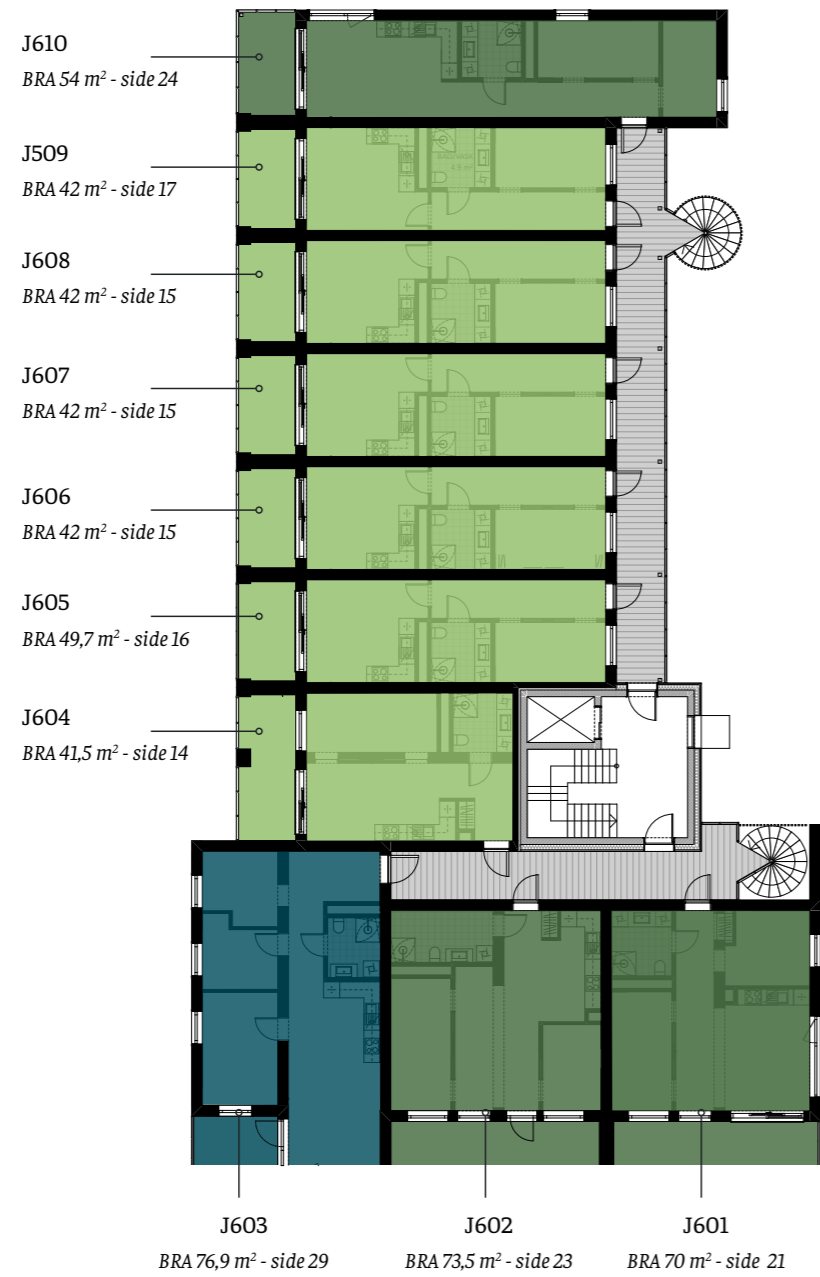 J610
BRA 54 m² - side 24
J509
BRA 42 m² - side 17
J608
BRA 42 m² - side 15
J607
BRA 42 m² - side 15
J606
BRA 42 m² - side 15
J605
BRA 49,7 m² - side 16
J604
BRA 41,5 m² - side 14
J603
BRA 76,9 m² - side 29
J602
BRA 73,5 m² - side 23
J601
BRA 70 m² - side 21